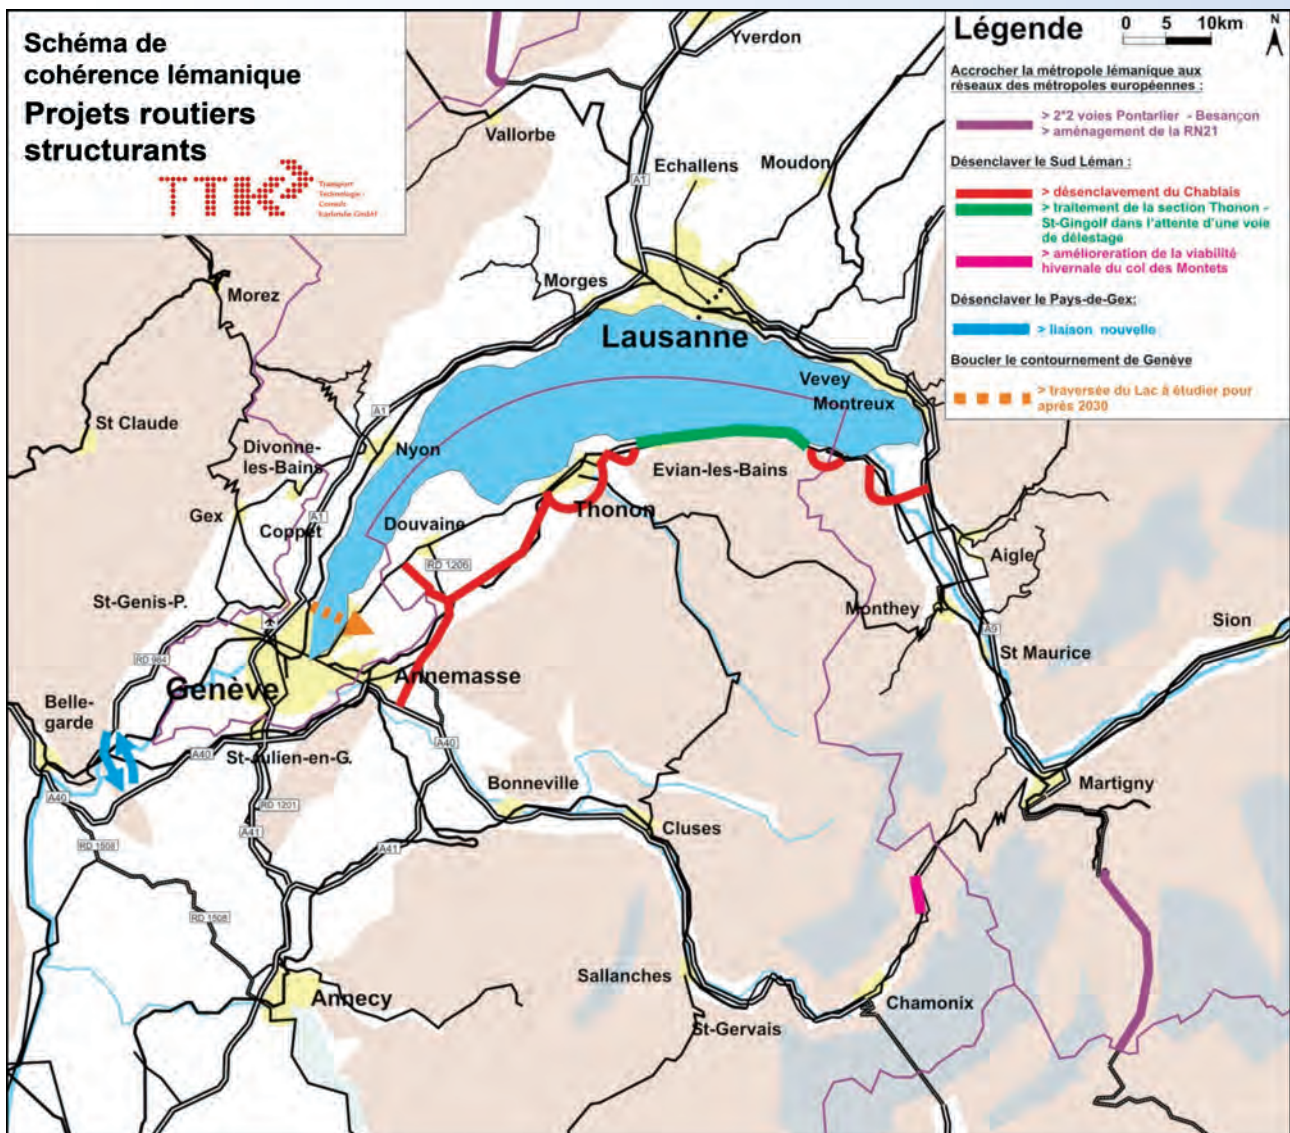 Schéma de
cohérence lémanique
Projets routiers
structurants
TTK
Transport
Technologie-
Consult
Karlsruhe GmbH
Légende
0 5 10km
N
Accrocher la métropole lémanique aux
réseaux des métropoles européennes :
> 2*2 voies Pontarlier - Besançon
> aménagement de la RN21
Désenclaver le Sud Léman :
> désenclavement du Chablais
> traitement de la section Thonon -
St-Gingolf dans l'attente d'une voie
de délestage
> amélioreration de la viabilité
hivernale du col des Montets
Désenclaver le Pays-de-Gex:
> liaison nouvelle
Boucler le contournement de Genève
> traversée du Lac à étudier pour
après 2030
Yverdon
Vallorbe
Echallens
Moudon
A1
Morez
Morges
Lausanne
Vevey
Montreux
St Claude
A1
Divonne-
les-Bains
Nyon
Evian-les-Bains
Gex
Coppet
A1
Douvaine
Thonon
RD 1206
Aigle
St-Genis-P.
Monthey
Sion
A9
St Maurice
RD 984
Genève
Annemasse
Belle-
garde
A40
St-Julien-en-G.
A40
Bonneville
Martigny
A40
RD 1201
Cluses
A41
A41
RD 1508
RD 1508
Sallanches
Annecy
Chamonix
St-Gervais